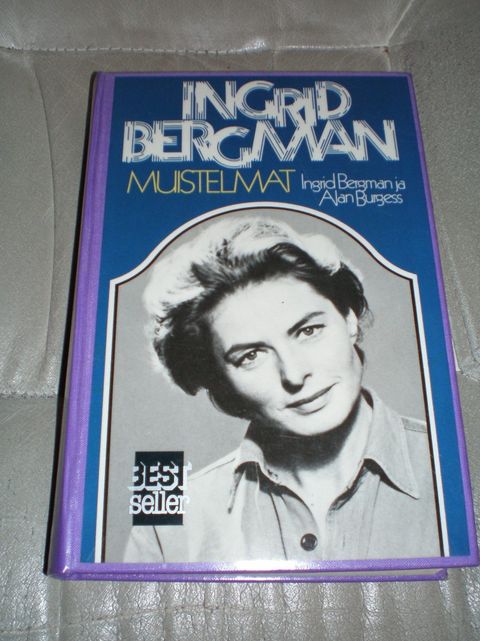 INGRID
BERGMAN
MUISTELMAT Ingrid Bergman ja
Alan Burgess
BEST
seller